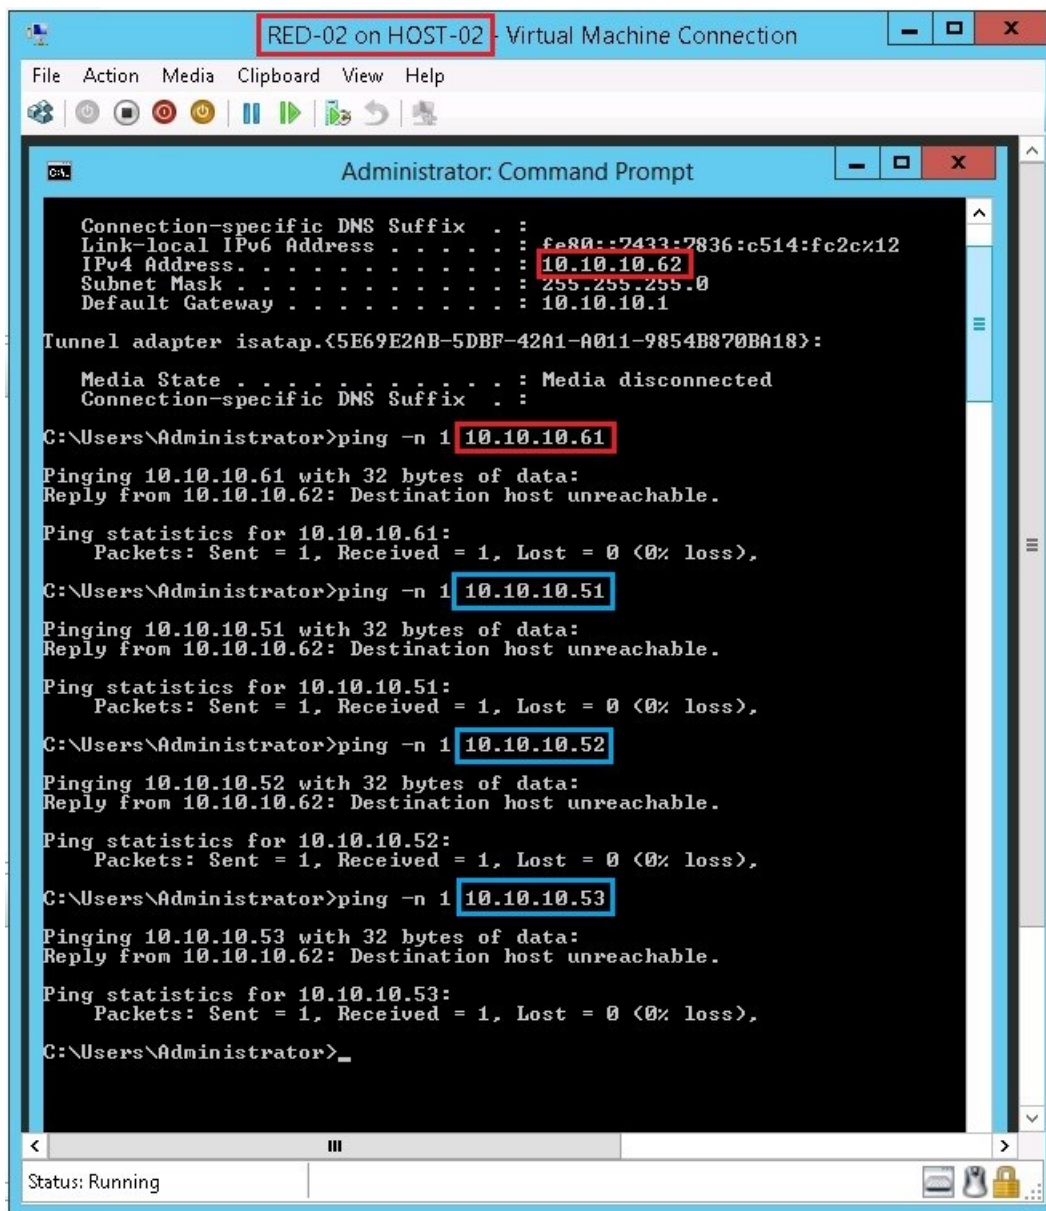 RED-02 on HOST-02 - Virtual Machine Connection
File Action Media Clipboard View Help
Administrator: Command Prompt
Connection-specific DNS Suffix . :
Link-local IPv6 Address . . . . . : fe80::7433:7836:c514:fc2c%12
IPv4 Address. . . . . . . . . . . : 10.10.10.62
Subnet Mask . . . . . . . . . . . : 255.255.255.0
Default Gateway . . . . . . . . . : 10.10.10.1
Tunnel adapter isatap.{5E69E2AB-5DBF-42A1-A011-9854B870BA18}:
Media State . . . . . . . . . . . : Media disconnected
Connection-specific DNS Suffix . :
C:\Users\Administrator>ping -n 1 10.10.10.61
Pinging 10.10.10.61 with 32 bytes of data:
Reply from 10.10.10.62: Destination host unreachable.
Ping statistics for 10.10.10.61:
Packets: Sent = 1, Received = 1, Lost = 0 (0% loss),
C:\Users\Administrator>ping -n 1 10.10.10.51
Pinging 10.10.10.51 with 32 bytes of data:
Reply from 10.10.10.62: Destination host unreachable.
Ping statistics for 10.10.10.51:
Packets: Sent = 1, Received = 1, Lost = 0 (0% loss),
C:\Users\Administrator>ping -n 1 10.10.10.52
Pinging 10.10.10.52 with 32 bytes of data:
Reply from 10.10.10.62: Destination host unreachable.
Ping statistics for 10.10.10.52:
Packets: Sent = 1, Received = 1, Lost = 0 (0% loss),
C:\Users\Administrator>ping -n 1 10.10.10.53
Pinging 10.10.10.53 with 32 bytes of data:
Reply from 10.10.10.62: Destination host unreachable.
Ping statistics for 10.10.10.53:
Packets: Sent = 1, Received = 1, Lost = 0 (0% loss),
C:\Users\Administrator>_
Status: Running